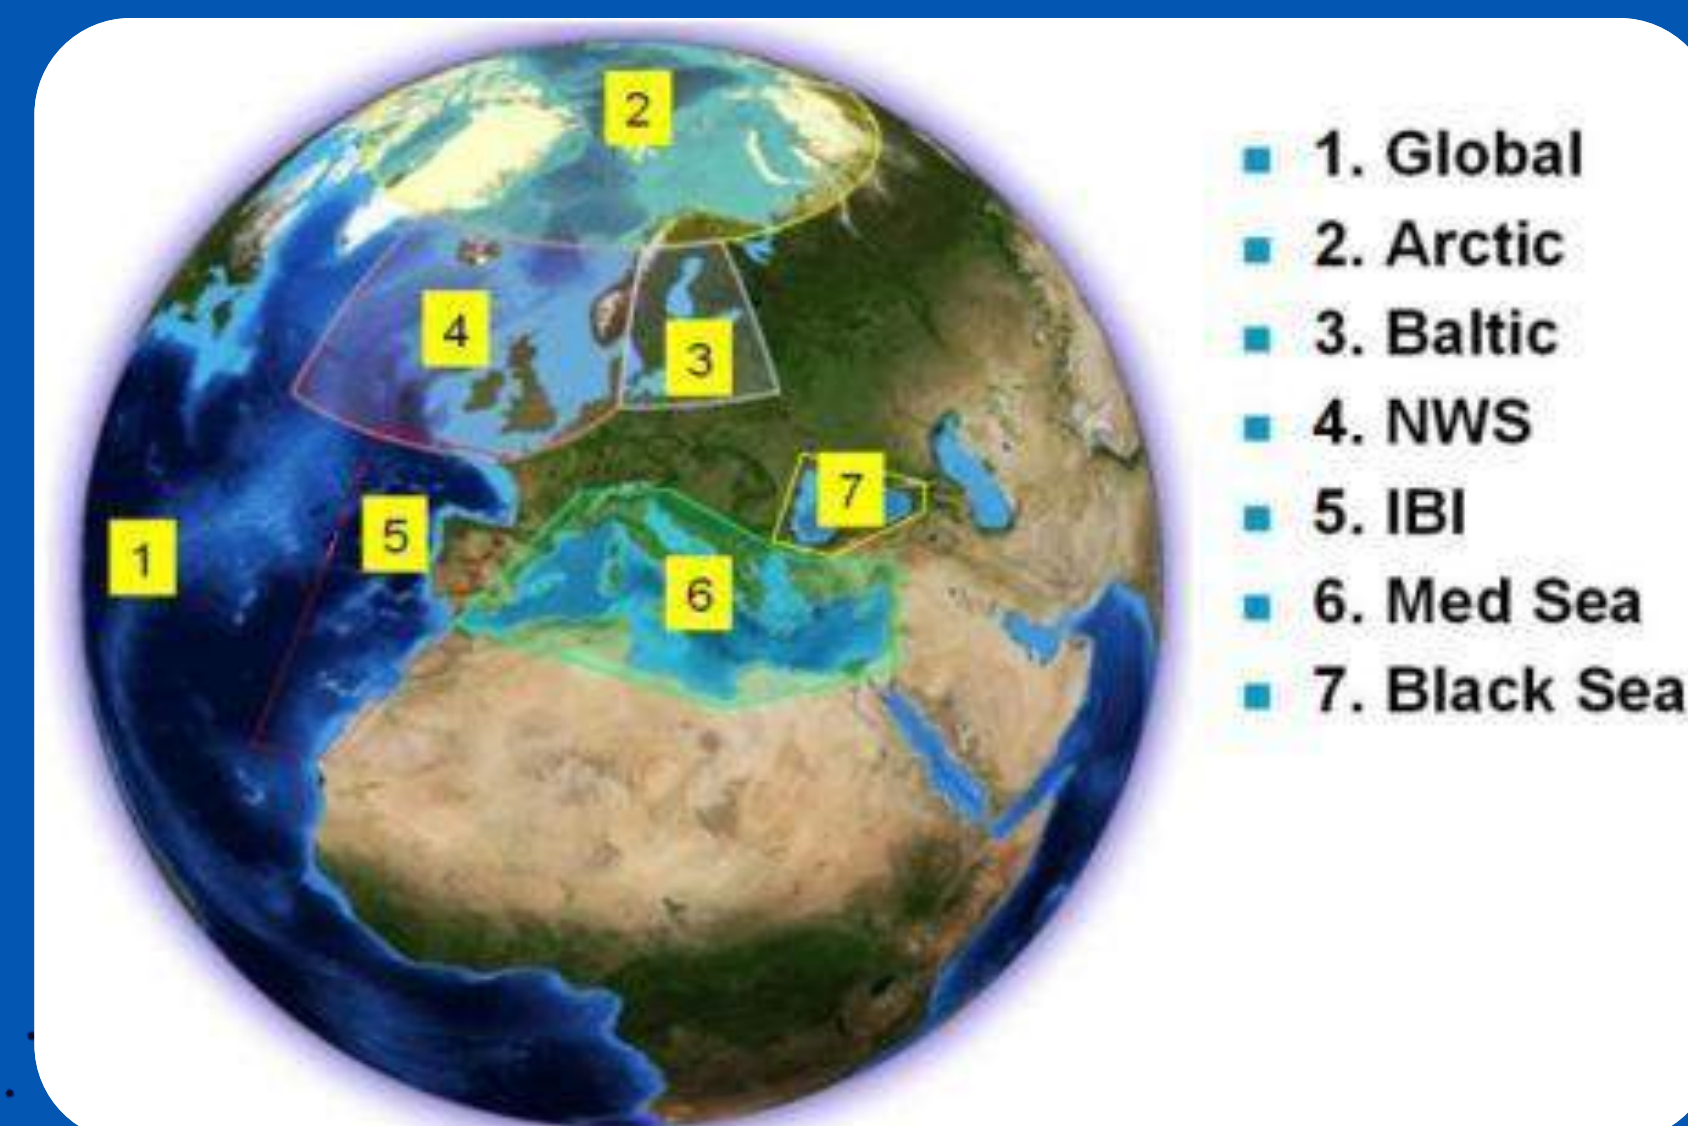 2
4
3
7
5
1
6
1. Global
2. Arctic
3. Baltic
4. NWS
5. IBI
6. Med Sea
7. Black Sea